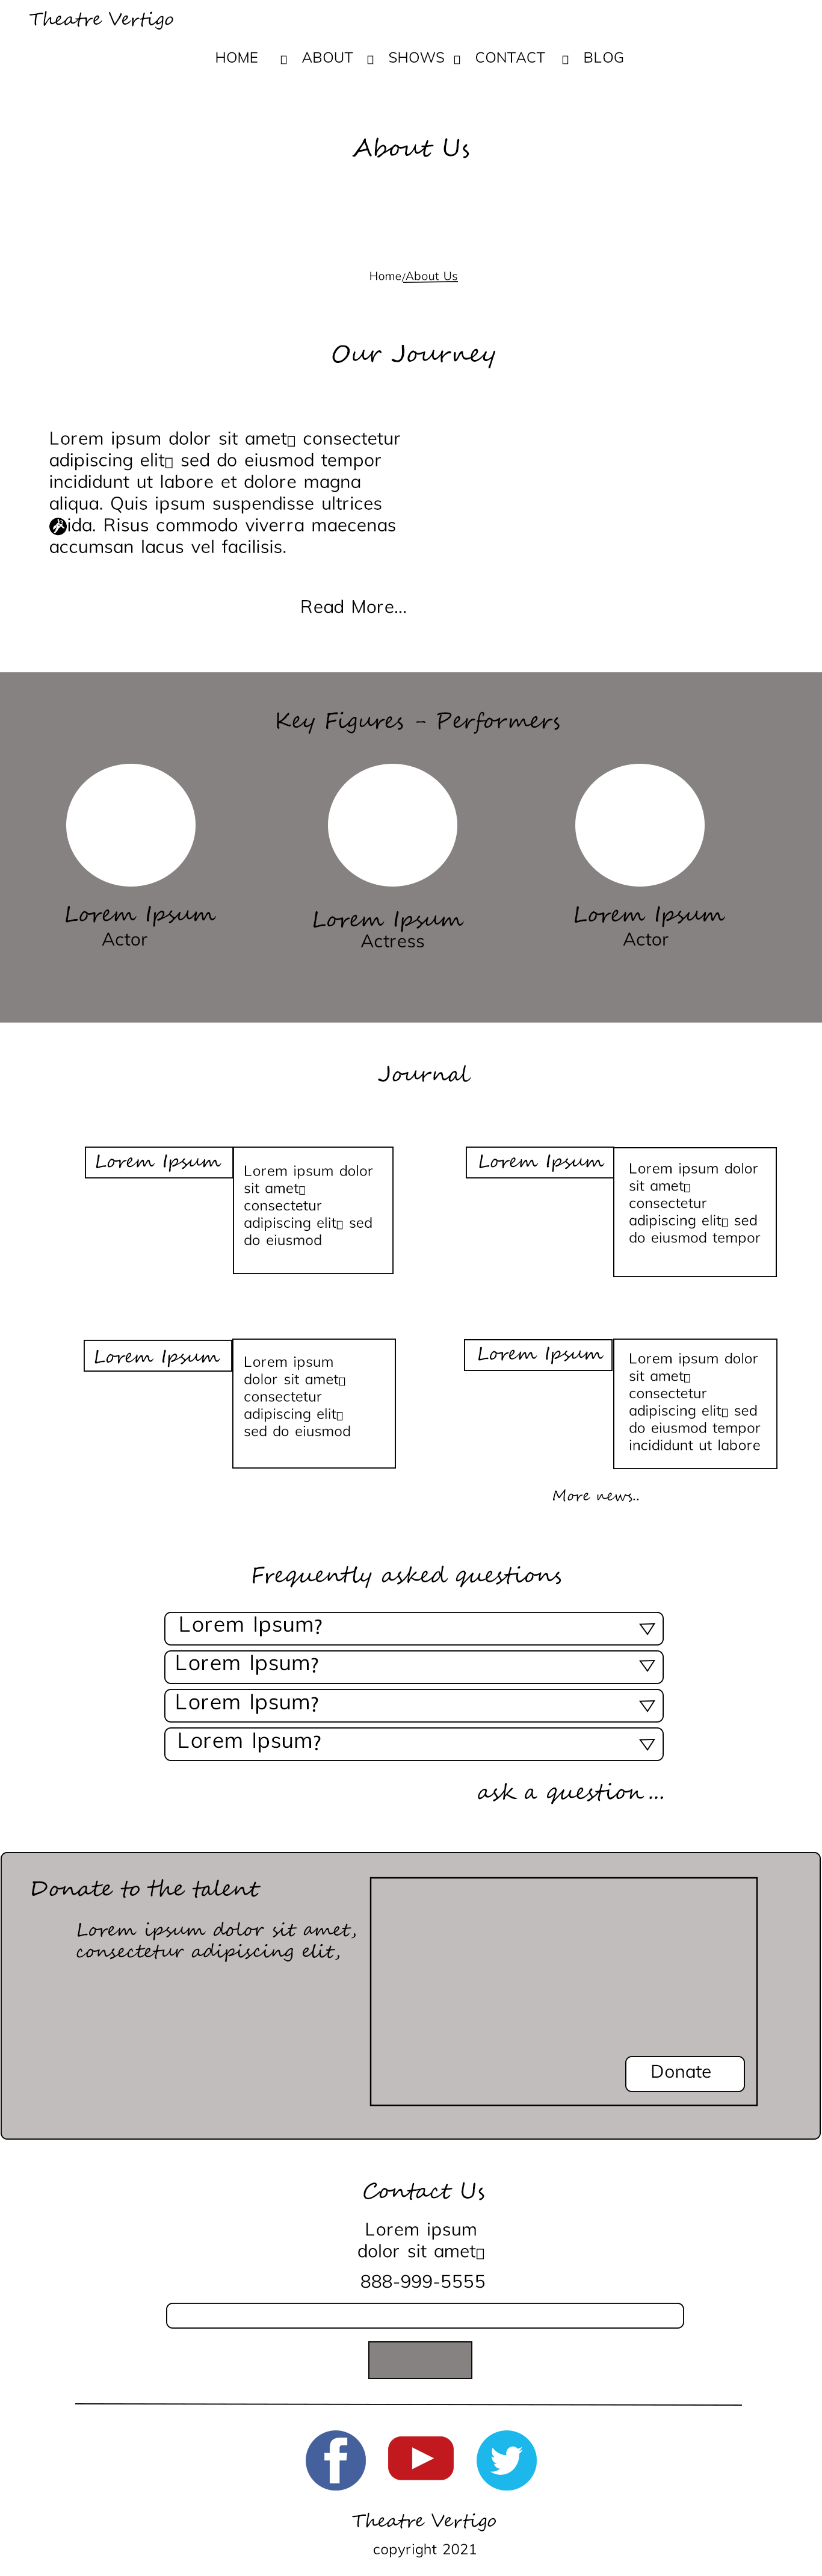 Theatre Vertigo
HOME ▯ ABOUT ▯ SHOWS ▯ CONTACT ▯ BLOG
About Us
Home/About Us
Our Journey
Lorem ipsum dolor sit amet▯ consectetur
adipiscing elit▯ sed do eiusmod tempor
incididunt ut labore et dolore magna
aliqua. Quis ipsum suspendisse ultrices
ida. Risus commodo viverra maecenas
accumsan lacus vel facilisis.
Read More...
Key Figures - Performers
Lorem Ipsum
Actor
Lorem Ipsum
Actress
Lorem Ipsum
Actor
Journal
Lorem Ipsum
Lorem ipsum dolor
sit amet▯
consectetur
adipiscing elit▯ sed
do eiusmod
Lorem Ipsum
Lorem ipsum dolor
sit amet▯
consectetur
adipiscing elit▯ sed
do eiusmod tempor
Lorem Ipsum
Lorem ipsum
dolor sit amet▯
consectetur
adipiscing elit▯
sed do eiusmod
Lorem Ipsum
Lorem ipsum dolor
sit amet▯
consectetur
adipiscing elit▯ sed
do eiusmod tempor
incididunt ut labore
More news..
Frequently asked questions
Lorem Ipsum?
Lorem Ipsum?
Lorem Ipsum?
Lorem Ipsum?
ask a question ...
Donate to the talent
Lorem ipsum dolor sit amet,
consectetur adipiscing elit,
Donate
Contact Us
Lorem ipsum
dolor sit amet▯
888-999-5555
Theatre Vertigo
copyright 2021